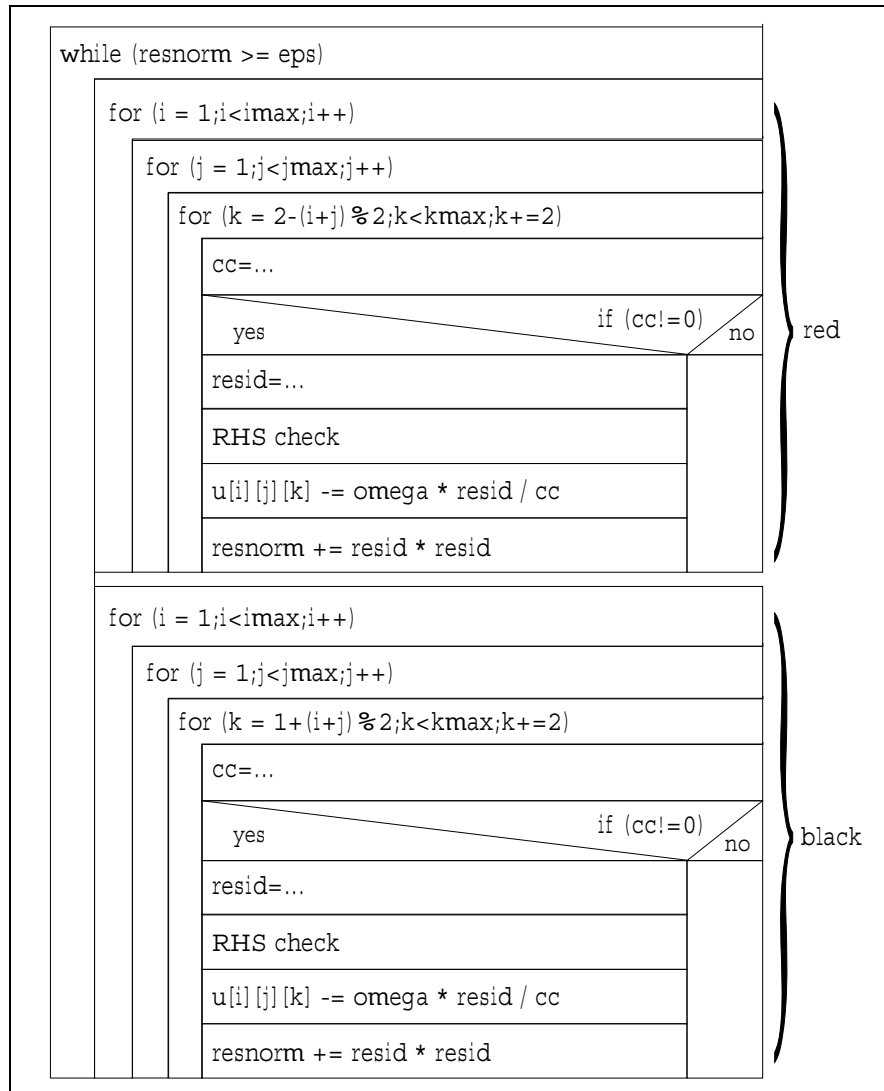 while (resnorm >= eps)
for (i = 1;i<imax;i++)
for (j = 1;j<jmax;j++)
for (k = 2-(i+j)%2;k<kmax;k+=2)
cc=...
if (cc!=0)
yes
no
red
resid=...
RHS check
u[i][j][k] -= omega * resid / cc
resnorm += resid * resid
for (i = 1;i<imax;i++)
for (j = 1;j<jmax;j++)
for (k = 1+(i+j)%2;k<kmax;k+=2)
cc=...
if (cc!=0)
yes
no
black
resid=...
RHS check
u[i][j][k] -= omega * resid / cc
resnorm += resid * resid